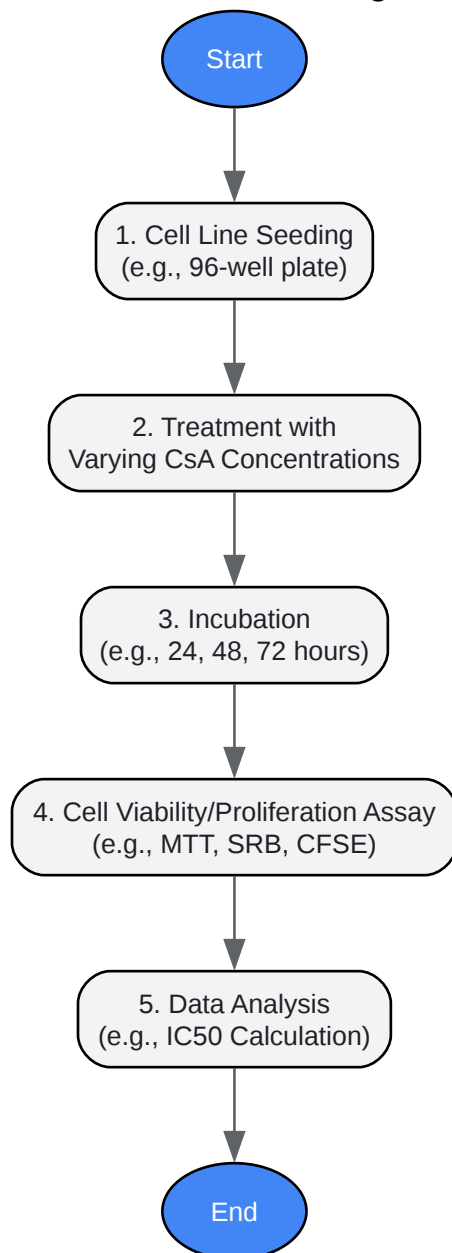 Start
1. Cell Line Seeding
(e.g., 96-well plate)
2. Treatment with
Varying CsA Concentrations
3. Incubation
(e.g., 24, 48, 72 hours)
4. Cell Viability/Proliferation Assay
(e.g., MTT, SRB, CFSE)
5. Data Analysis
(e.g., IC50 Calculation)
End